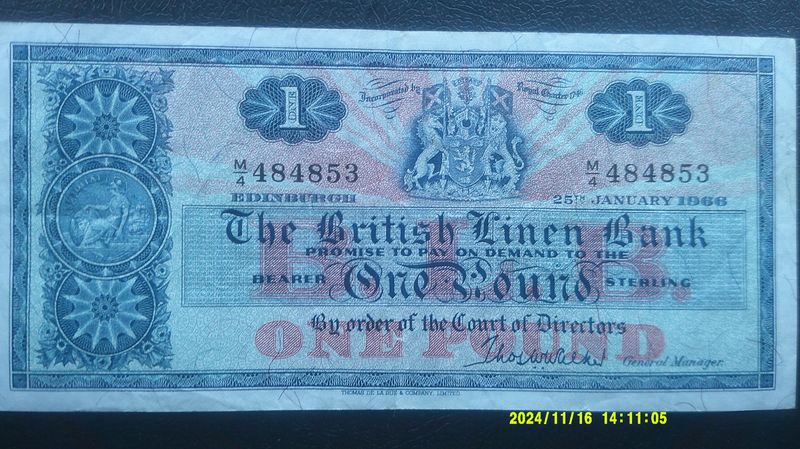 Incorporated by Royal Charter 1746
1 1
M/4 484853 M/4 484853
EDINBURGH 25TH JANUARY 1966
The British Linen Bank
PROMISE TO PAY ON DEMAND TO THE
BEARER One Pound STERLING
B.L.B.
By order of the Court of Directors
ONE POUND
General Manager
THOMAS DE LA RUE & COMPANY, LIMITED.
2024/11/16 14:11:05